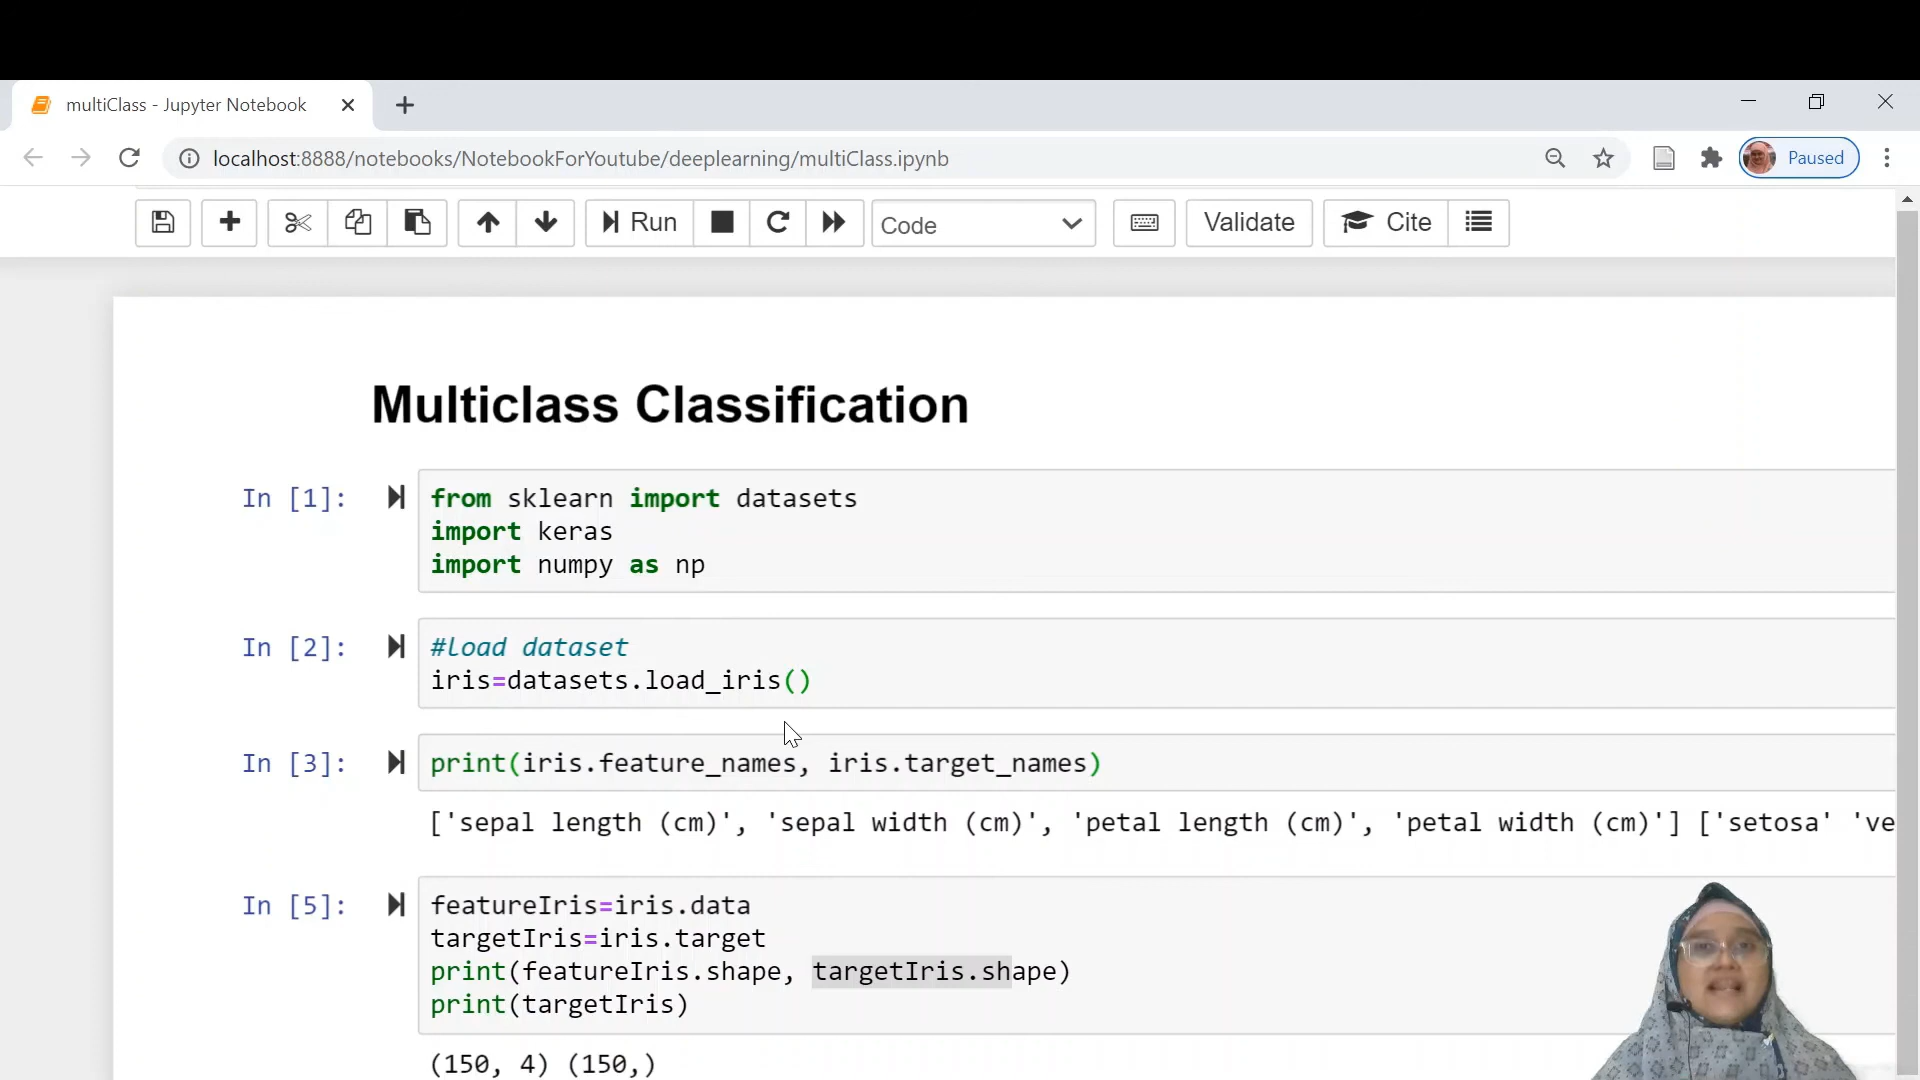 multiClass - Jupyter Notebook
localhost:8888/notebooks/NotebookForYoutube/deeplearning/multiClass.ipynb
Paused
Run
Code
Validate
Cite
Multiclass Classification
In [1]:
from sklearn import datasets
import keras
import numpy as np
In [2]:
#load dataset
iris=datasets.load_iris()
In [3]:
print(iris.feature_names, iris.target_names)
['sepal length (cm)', 'sepal width (cm)', 'petal length (cm)', 'petal width (cm)'] ['setosa' 've
In [5]:
featureIris=iris.data
targetIris=iris.target
print(featureIris.shape, targetIris.shape)
print(targetIris)
(150, 4) (150,)